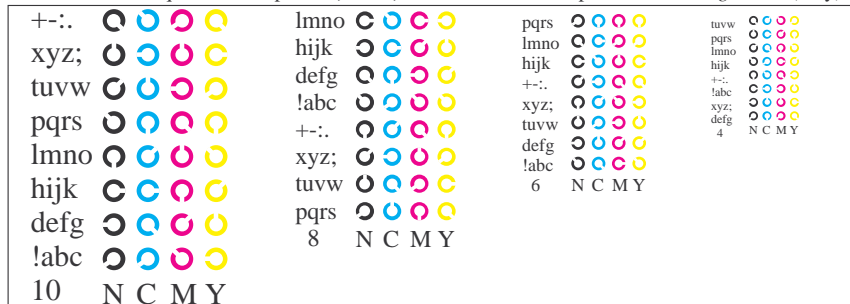 +-:.
xyz;
tuvw
pqrs
lmno
hijk
defg
!abc
10 N C M Y
lmno
hijk
defg
!abc
+-:.
xyz;
tuvw
pqrs
8 N C M Y
pqrs
lmno
hijk
+-:.
xyz;
tuvw
defg
!abc
6 N C M Y
tuvw
pqrs
lmno
hijk
+-:.
!abc
xyz;
defg
4 N C M Y